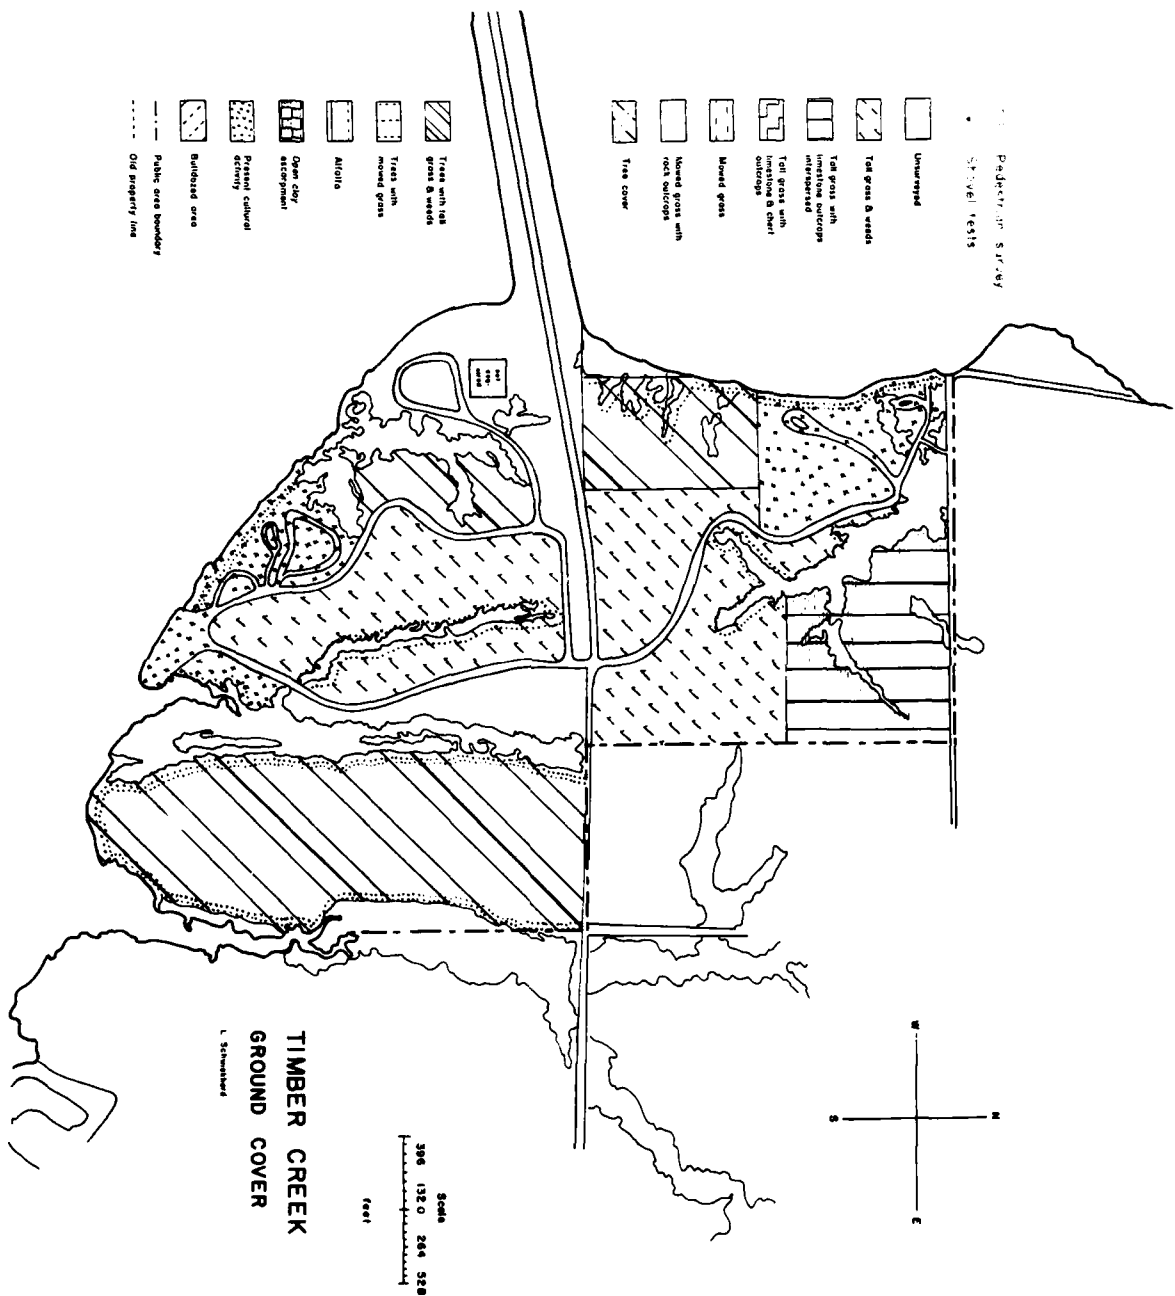 Pedestrian survey
Shovel tests
Unsurveyed
Tall grass & weeds
Tall grass with
limestone outcrops
interspersed
Tall grass with
limestone & chert
outcrops
Mowed grass
Mowed grass with
rock outcrops
Tree cover
Trees with tall
grass & weeds
Trees with
mowed grass
Alfalfa
Open clay
escarpment
Present cultural
activity
Bulldozed area
Public area boundary
Old property line
not
sur-
veyed
N
W
E
S
TIMBER CREEK
GROUND COVER
Scale
396 132 0 264 528
feet